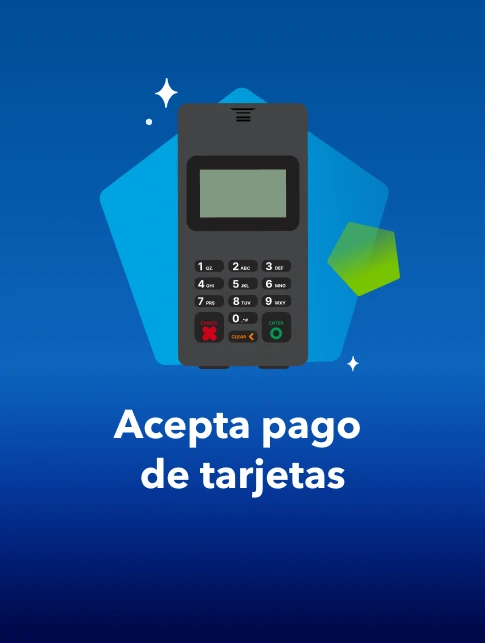 1 QZ. 2 ABC 3 DEF
4 GHI 5 JKL 6 MNO
7 PRS 8 TUV 9 WXY
CANCEL 0 ,-# ENTER
CLEAR
Acepta pago
de tarjetas